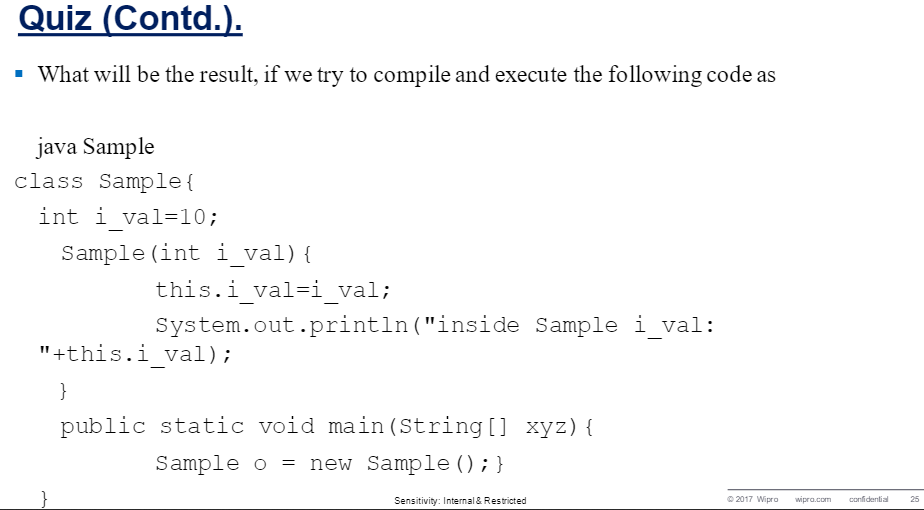 Quiz (Contd.).
▪ What will be the result, if we try to compile and execute the following code as
java Sample
class Sample{
int i_val=10;
Sample(int i_val){
this.i_val=i_val;
System.out.println("inside Sample i_val:
"+this.i_val);
}
public static void main(String[] xyz){
Sample o = new Sample();}
}
Sensitivity: Internal & Restricted
© 2017 Wipro wipro.com confidential 25